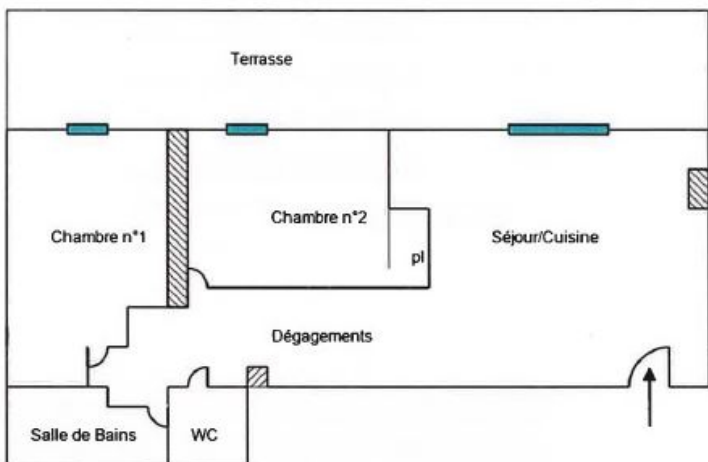 Terrasse
Chambre n°1
Chambre n°2
Séjour/Cuisine
pl
Dégagements
Salle de Bains
WC